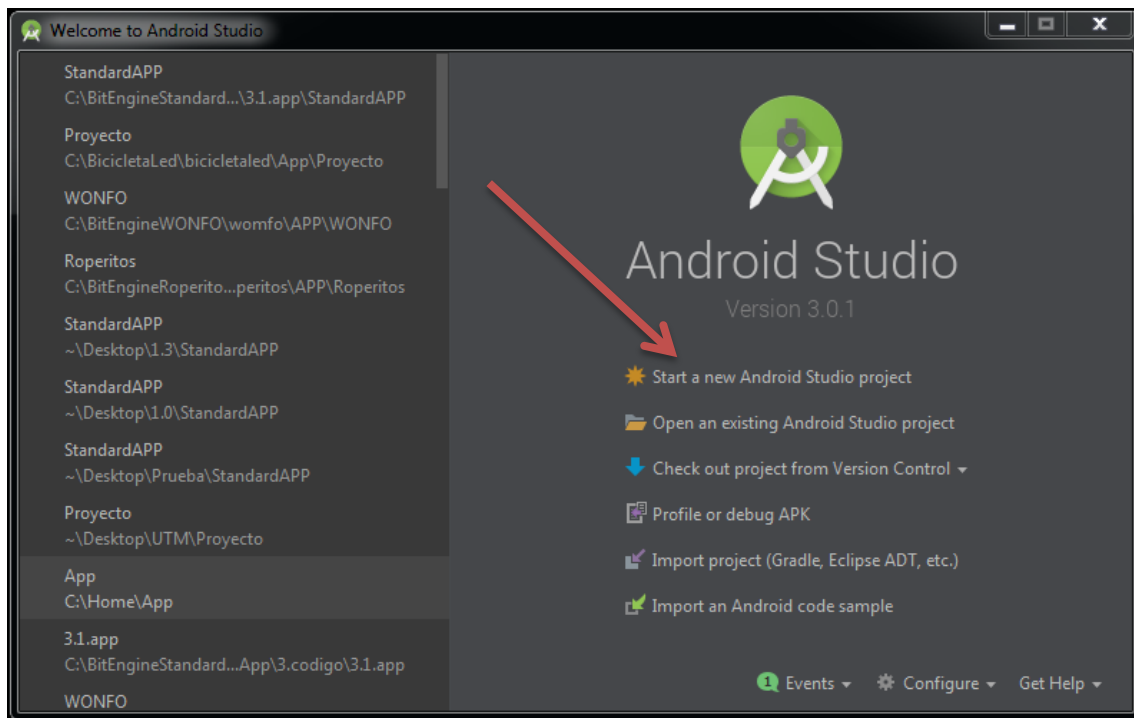 Welcome to Android Studio
StandardAPP
C:\BitEngineStandard...\3.1.app\StandardAPP
Proyecto
C:\BicicletaLed\bicicletaled\App\Proyecto
WONFO
C:\BitEngineWONFO\womfo\APP\WONFO
Roperitos
C:\BitEngineRoperito...peritos\APP\Roperitos
StandardAPP
~\Desktop\1.3\StandardAPP
StandardAPP
~\Desktop\1.0\StandardAPP
StandardAPP
~\Desktop\Prueba\StandardAPP
Proyecto
~\Desktop\UTM\Proyecto
App
C:\Home\App
3.1.app
C:\BitEngineStandard...App\3.codigo\3.1.app
WONFO
Android Studio
Version 3.0.1
Start a new Android Studio project
Open an existing Android Studio project
Check out project from Version Control
Profile or debug APK
Import project (Gradle, Eclipse ADT, etc.)
Import an Android code sample
1 Events Configure Get Help